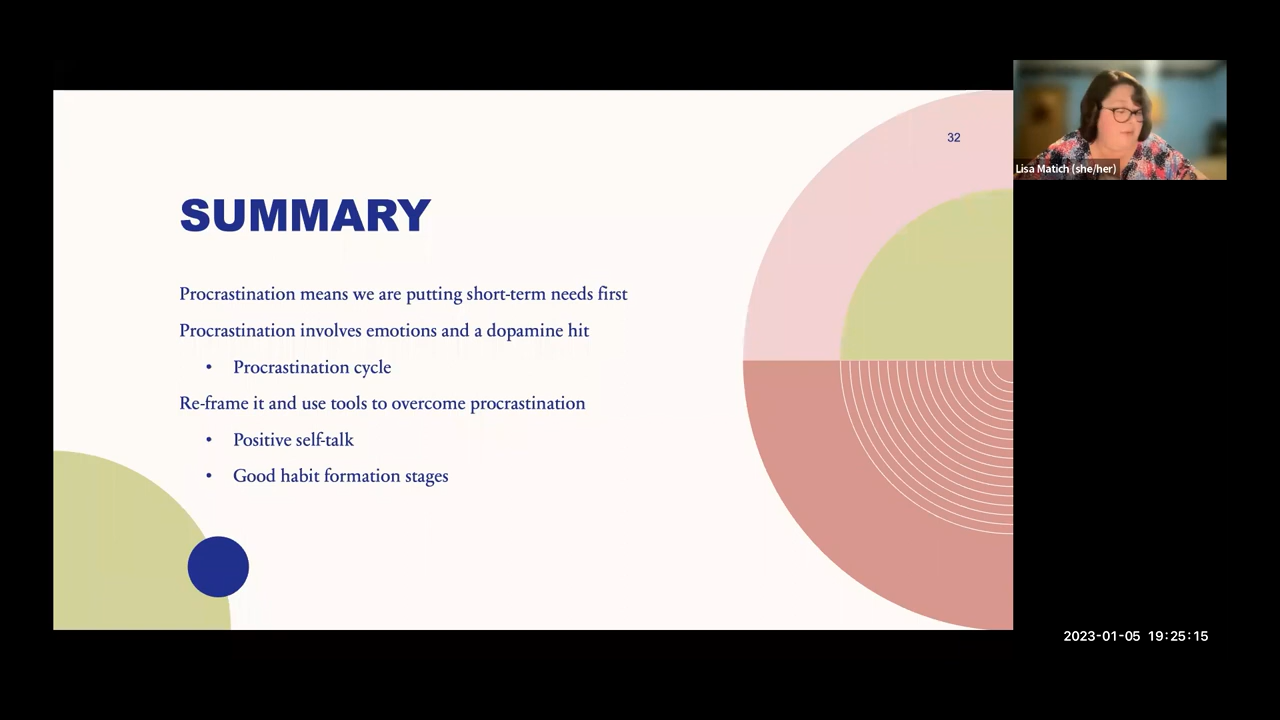 32
Lisa Matich (she/her)
SUMMARY
Procrastination means we are putting short-term needs first
Procrastination involves emotions and a dopamine hit
• Procrastination cycle
Re-frame it and use tools to overcome procrastination
• Positive self-talk
• Good habit formation stages
2023-01-05 19:25:15